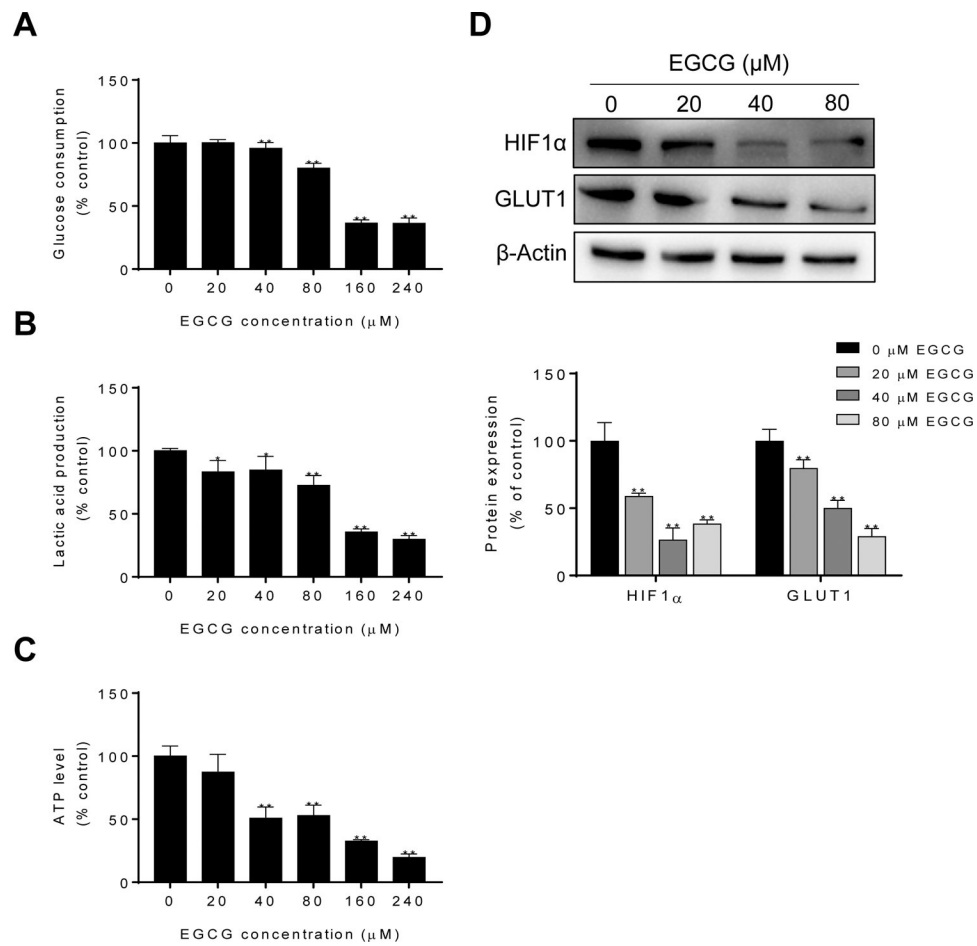 A
150
100
50
0
Glucose consumption
(% control)
** ** ** **
0 20 40 80 160 240
EGCG concentration (μM)
B
150
100
50
0
Lactic acid production
(% control)
* * ** ** **
0 20 40 80 160 240
EGCG concentration (μM)
C
150
100
50
0
ATP level
(% control)
** ** ** **
0 20 40 80 160 240
EGCG concentration (μM)
D
EGCG (μM)
0 20 40 80
HIF1α
GLUT1
β-Actin
0 μM EGCG
20 μM EGCG
40 μM EGCG
80 μM EGCG
150
100
50
0
Protein expression
(% of control)
** ** ** ** ** **
HIF1α GLUT1